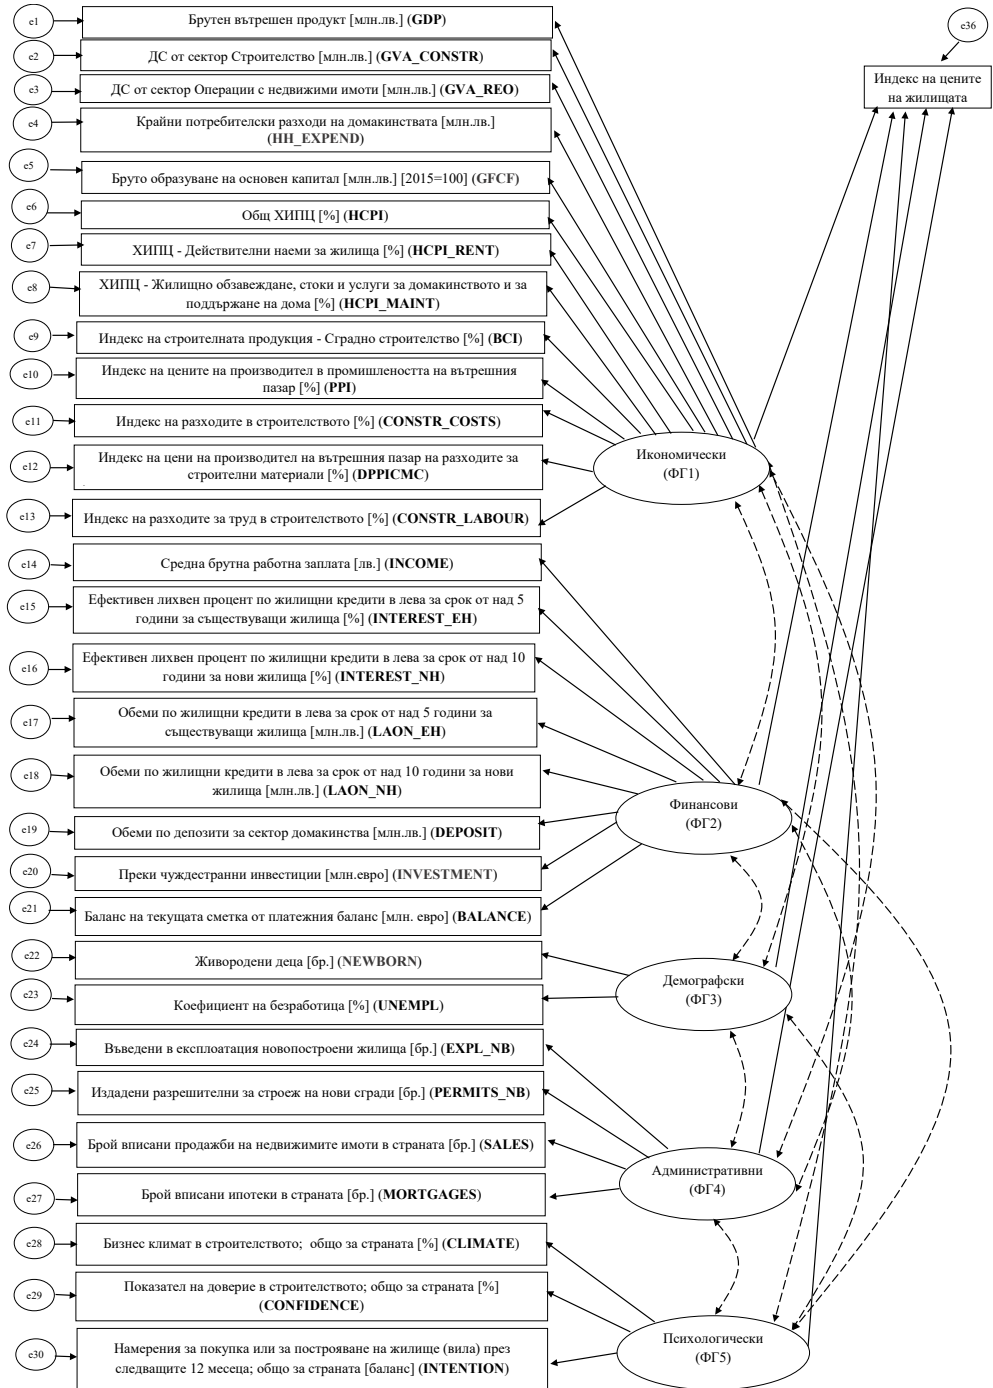 e1
Брутен вътрешен продукт [млн.лв.] (GDP)
e2
ДС от сектор Строителство [млн.лв.] (GVA_CONSTR)
e3
ДС от сектор Операции с недвижими имоти [млн.лв.] (GVA_REO)
e4
Крайни потребителски разходи на домакинствата [млн.лв.]
(HH_EXPEND)
e5
Бруто образуване на основен капитал [млн.лв.] [2015=100] (GFCF)
e6
Общ ХИПЦ [%] (HCPI)
e7
ХИПЦ - Действителни наеми за жилища [%] (HCPI_RENT)
e8
ХИПЦ - Жилищно обзавеждане, стоки и услуги за домакинството и за
поддържане на дома [%] (HCPI_MAINT)
e9
Индекс на строителната продукция - Сградно строителство [%] (BCI)
e10
Индекс на цените на производител в промишлеността на вътрешния
пазар [%] (PPI)
e11
Индекс на разходите в строителството [%] (CONSTR_COSTS)
e12
Индекс на цени на производител на вътрешния пазар на разходите за
строителни материали [%] (DPPICMC)
e13
Индекс на разходите за труд в строителството [%] (CONSTR_LABOUR)
e14
Средна брутна работна заплата [лв.] (INCOME)
e15
Ефективен лихвен процент по жилищни кредити в лева за срок от над 5
години за съществуващи жилища [%] (INTEREST_EH)
e16
Ефективен лихвен процент по жилищни кредити в лева за срок от над 10
години за нови жилища [%] (INTEREST_NH)
e17
Обеми по жилищни кредити в лева за срок от над 5 години за
съществуващи жилища [млн.лв.] (LAON_EH)
e18
Обеми по жилищни кредити в лева за срок от над 10 години за нови
жилища [млн.лв.] (LAON_NH)
e19
Обеми по депозити за сектор домакинства [млн.лв.] (DEPOSIT)
e20
Преки чуждестранни инвестиции [млн.евро] (INVESTMENT)
e21
Баланс на текущата сметка от платежния баланс [млн. евро] (BALANCE)
e22
Живородени деца [бр.] (NEWBORN)
e23
Коефициент на безработица [%] (UNEMPL)
e24
Въведени в експлоатация новопостроени жилища [бр.] (EXPL_NB)
e25
Издадени разрешителни за строеж на нови сгради [бр.] (PERMITS_NB)
e26
Брой вписани продажби на недвижимите имоти в страната [бр.] (SALES)
e27
Брой вписани ипотеки в страната [бр.] (MORTGAGES)
e28
Бизнес климат в строителството; общо за страната [%] (CLIMATE)
e29
Показател на доверие в строителството; общо за страната [%]
(CONFIDENCE)
e30
Намерения за покупка или за построяване на жилище (вила) през
следващите 12 месеца; общо за страната [баланс] (INTENTION)
Икономически
(ФГ1)
Финансови
(ФГ2)
Демографски
(ФГ3)
Административни
(ФГ4)
Психологически
(ФГ5)
e36
Индекс на цените
на жилищата